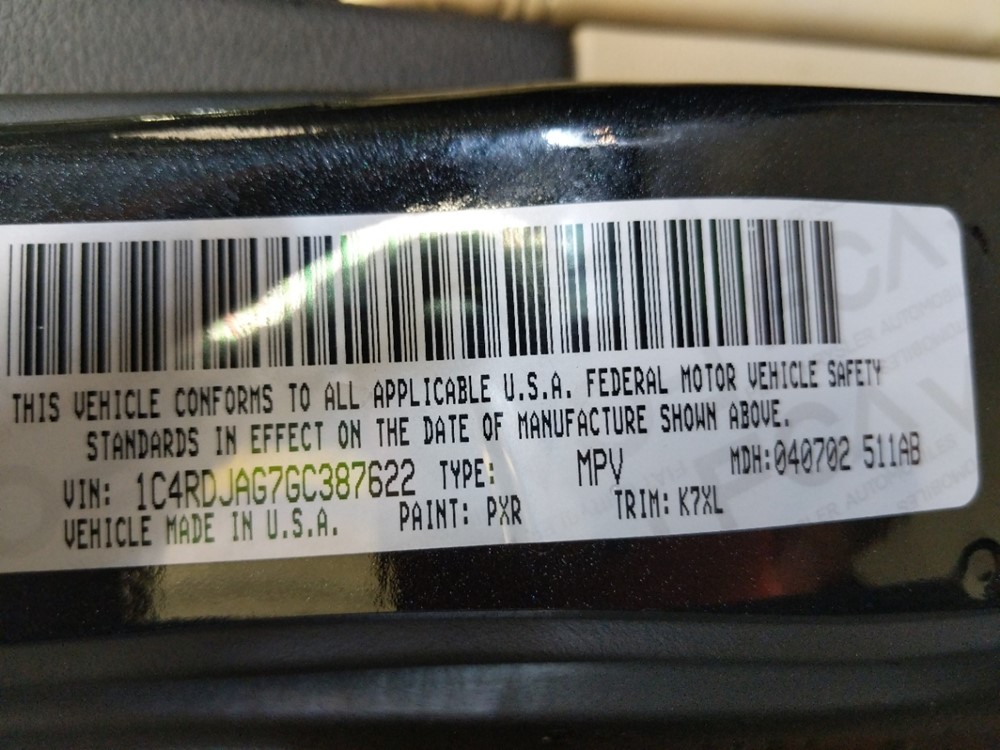 THIS VEHICLE CONFORMS TO ALL APPLICABLE U.S.A. FEDERAL MOTOR VEHICLE SAFETY
STANDARDS IN EFFECT ON THE DATE OF MANUFACTURE SHOWN ABOVE.
VIN: 1C4RDJAG7GC387622 TYPE: MPV MDH:040702 511AB
VEHICLE MADE IN U.S.A. PAINT: PXR TRIM: K7XL